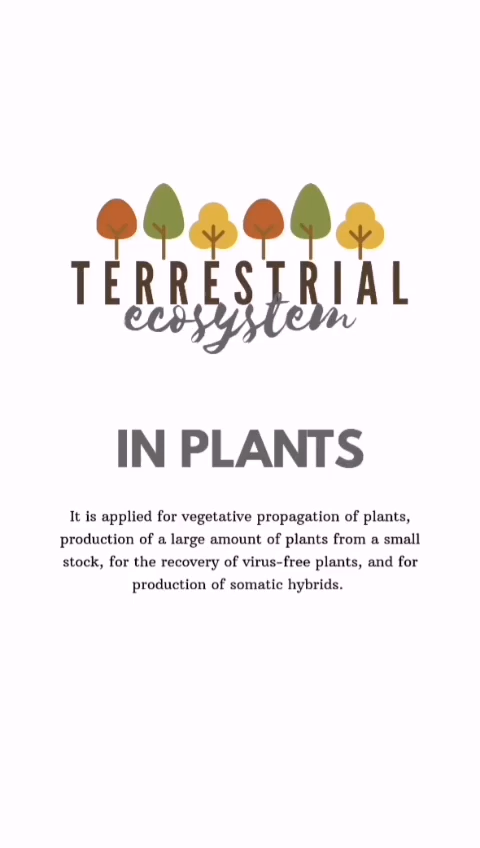 TERRESTRIAL
ecosystem
IN PLANTS
It is applied for vegetative propagation of plants,
production of a large amount of plants from a small
stock, for the recovery of virus-free plants, and for
production of somatic hybrids.